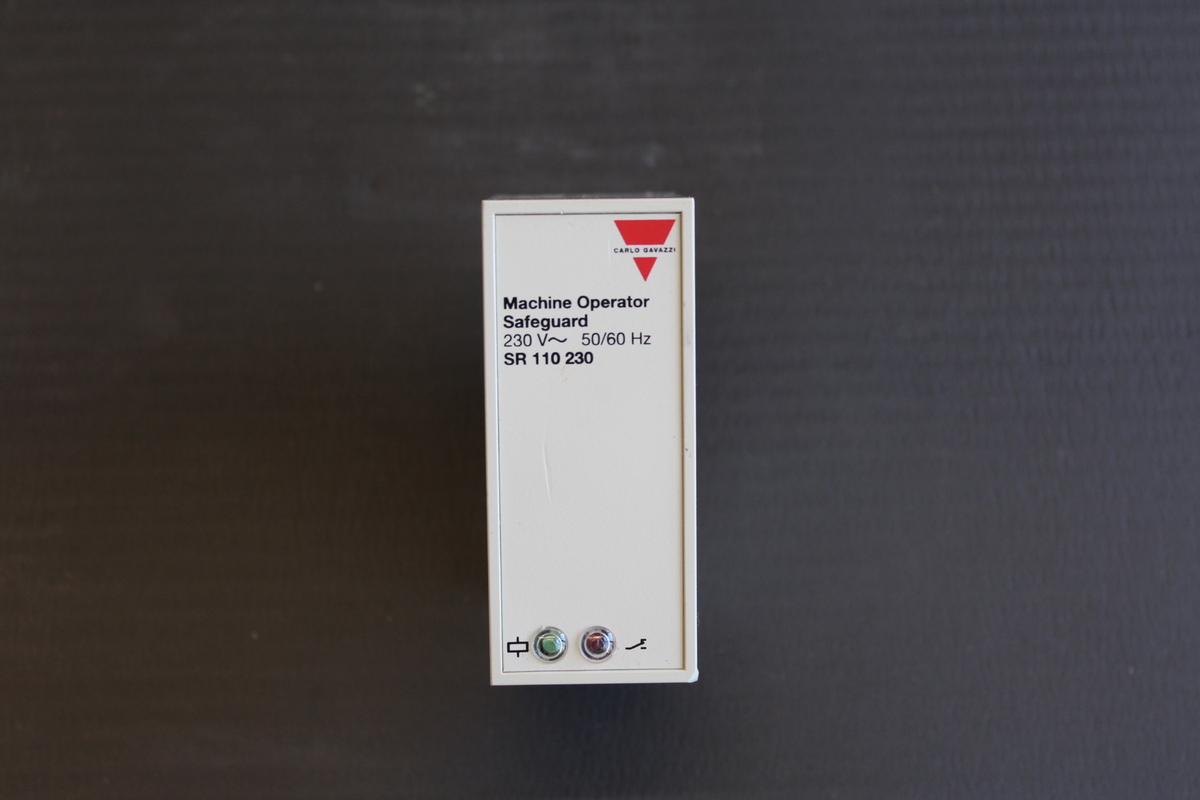 CARLO GAVAZZI
Machine Operator
Safeguard
230 V~ 50/60 Hz
SR 110 230